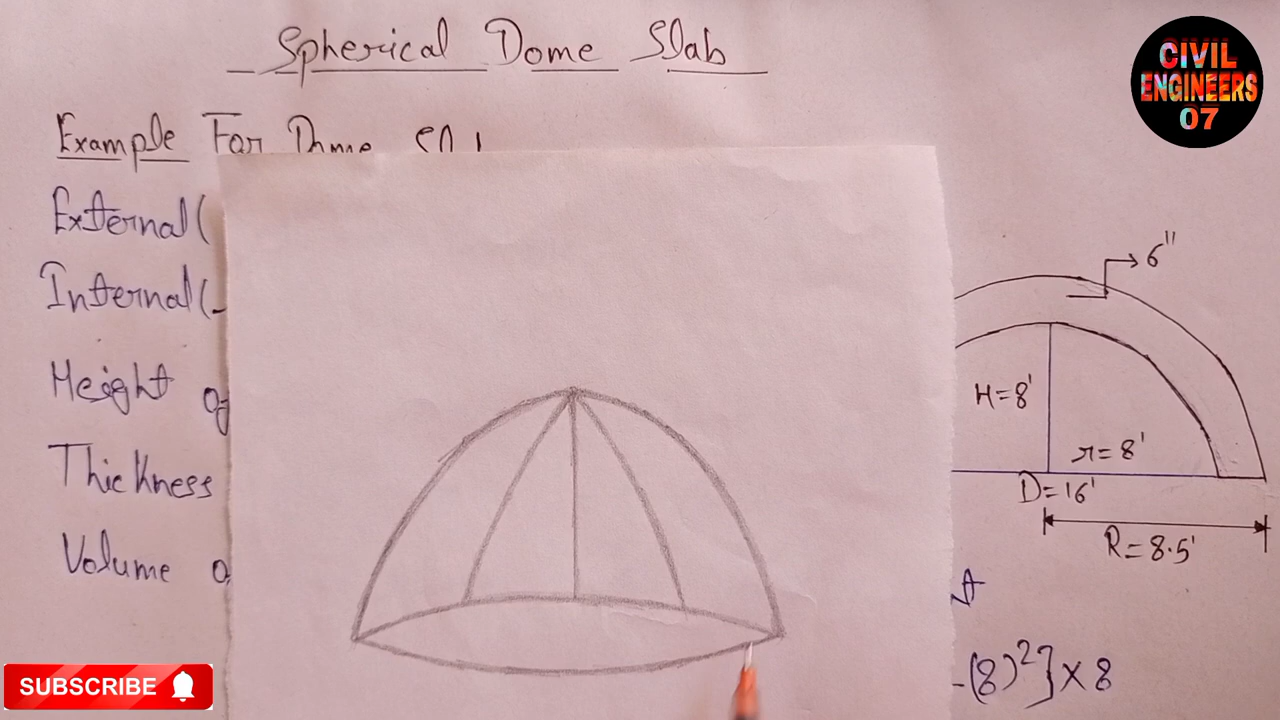 Spherical Dome Slab
CIVIL
ENGINEERS
07
Example For Dome
External(
Internal(
Height of
Thickness
Volume
6"
H=8'
r=8'
D=16'
R=8.5'
-(8)²}×8
SUBSCRIBE